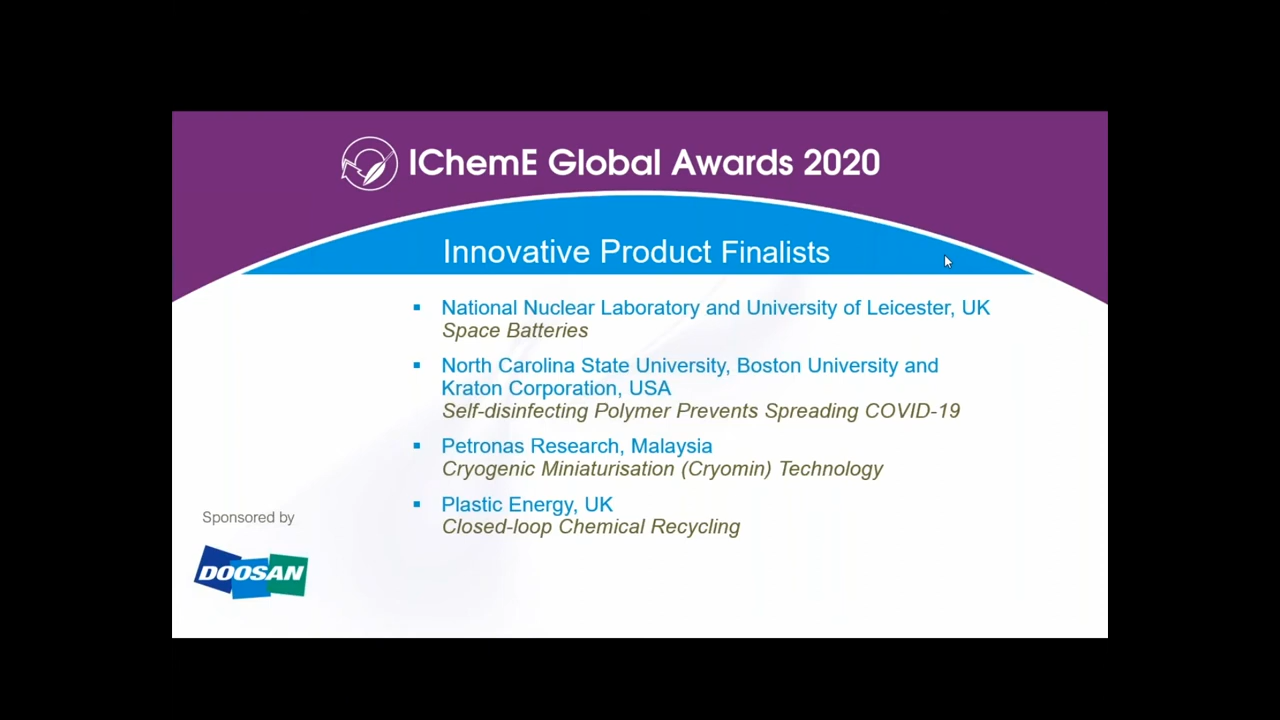 IChemE Global Awards 2020
Innovative Product Finalists
▪ National Nuclear Laboratory and University of Leicester, UK
Space Batteries
▪ North Carolina State University, Boston University and
Kraton Corporation, USA
Self-disinfecting Polymer Prevents Spreading COVID-19
▪ Petronas Research, Malaysia
Cryogenic Miniaturisation (Cryomin) Technology
▪ Plastic Energy, UK
Closed-loop Chemical Recycling
Sponsored by
DOOSAN